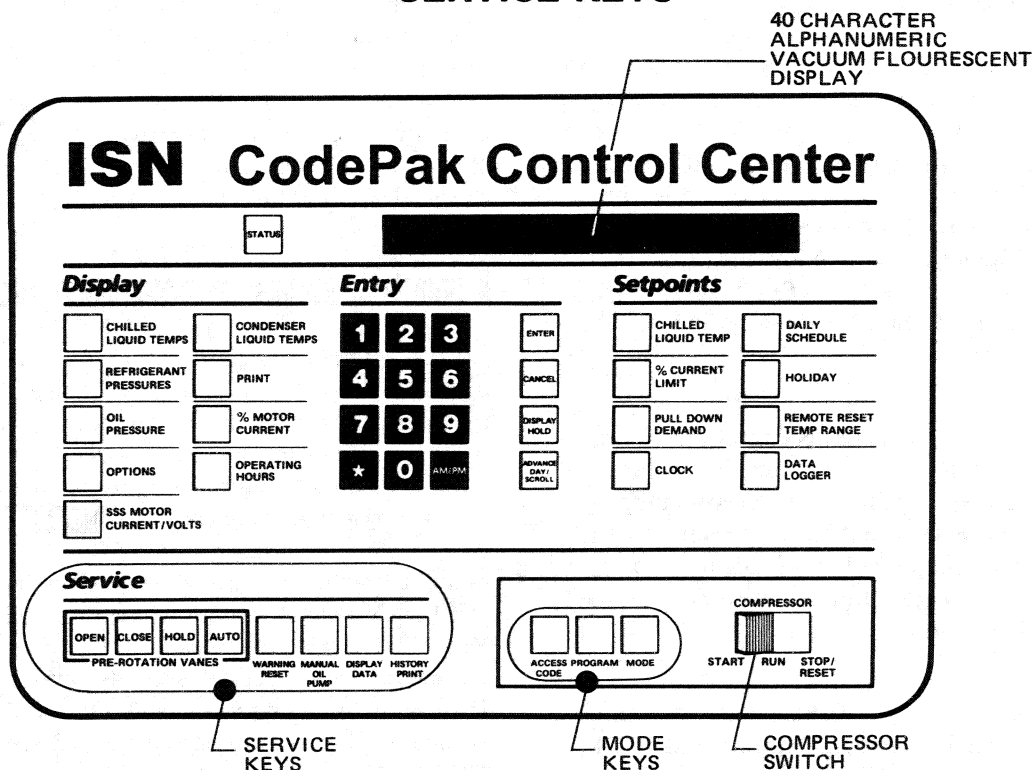 40 CHARACTER
ALPHANUMERIC
VACUUM FLOURESCENT
DISPLAY
ISN CodePak Control Center
STATUS
Display
CHILLED
LIQUID TEMPS
CONDENSER
LIQUID TEMPS
REFRIGERANT
PRESSURES
PRINT
OIL
PRESSURE
% MOTOR
CURRENT
OPTIONS
OPERATING
HOURS
SSS MOTOR
CURRENT/VOLTS
Entry
1 2 3
4 5 6
7 8 9
* 0 AM/PM
ENTER
CANCEL
DISPLAY
HOLD
ADVANCE
DAY/
SCROLL
Setpoints
CHILLED
LIQUID TEMP
DAILY
SCHEDULE
% CURRENT
LIMIT
HOLIDAY
PULL DOWN
DEMAND
REMOTE RESET
TEMP RANGE
CLOCK
DATA
LOGGER
Service
OPEN CLOSE HOLD AUTO
PRE-ROTATION VANES
WARNING
RESET
MANUAL
OIL
PUMP
DISPLAY
DATA
HISTORY
PRINT
ACCESS
CODE
PROGRAM
MODE
COMPRESSOR
START RUN STOP/
RESET
SERVICE
KEYS
MODE
KEYS
COMPRESSOR
SWITCH